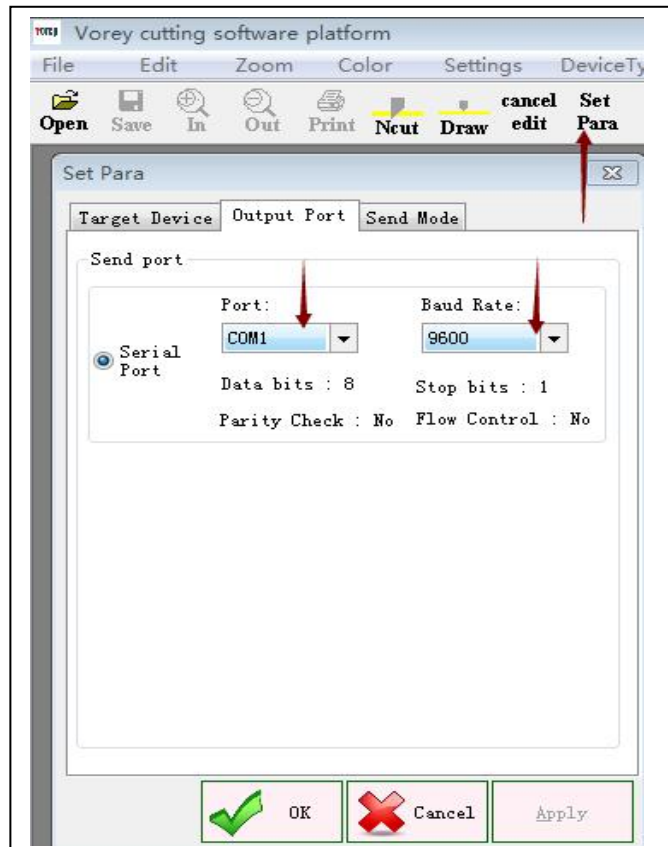 VOREY Vorey cutting software platform
File Edit Zoom Color Settings DeviceTy
Open Save In Out Print Ncut Draw cancel edit Set Para
Set Para
Target Device Output Port Send Mode
Send port
Port: Baud Rate:
COM1 9600
Serial Port
Data bits : 8 Stop bits : 1
Parity Check : No Flow Control : No
OK Cancel Apply